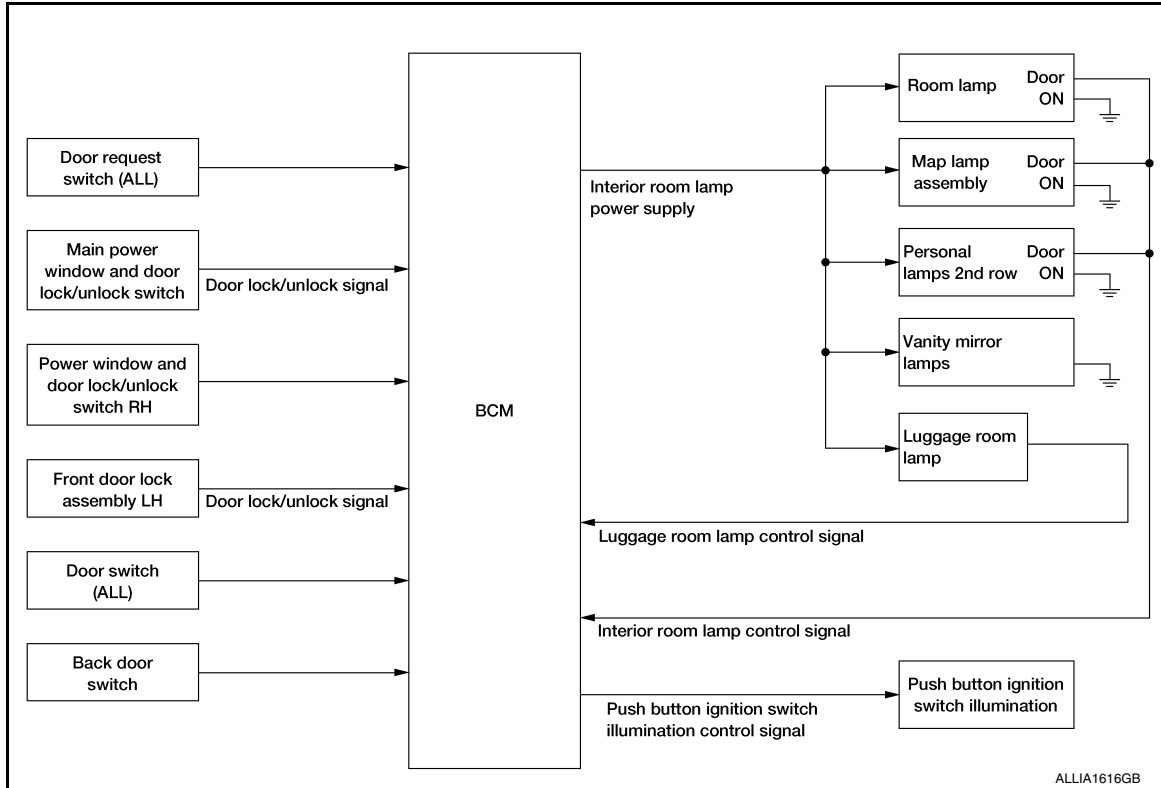 Door request
switch (ALL)
Main power
window and door
lock/unlock switch
Door lock/unlock signal
Power window and
door lock/unlock
switch RH
Front door lock
assembly LH
Door lock/unlock signal
Door switch
(ALL)
Back door
switch
BCM
Interior room lamp
power supply
Room lamp
Door
ON
Map lamp
assembly
Door
ON
Personal
lamps 2nd row
Door
ON
Vanity mirror
lamps
Luggage room
lamp
Luggage room lamp control signal
Interior room lamp control signal
Push button ignition switch
illumination control signal
Push button ignition
switch illumination
ALLIA1616GB